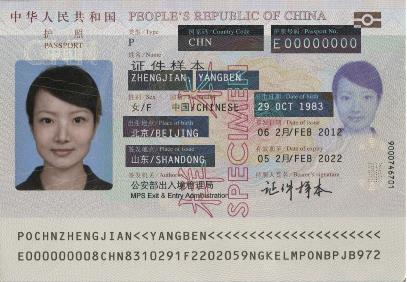 中华人民共和国 PEOPLE'S REPUBLIC OF CHINA
护 照
PASSPORT
类型 / Type 国家码 / Country Code 护照号码 / Passport No.
P CHN E00000000
姓名 / Name
证件样本
ZHENGJIAN, YANGBEN
性别 / Sex 国籍 / Nationality 出生日期 / Date of birth
女/F 中国/CHINESE 29 OCT 1983
出生地点 / Place of birth 签发日期 / Date of issue
北京/BEIJING 06 2月/FEB 2012
签发地点 / Place of issue 有效期至 / Date of expiry
山东/SHANDONG 05 2月/FEB 2022
签发机关 / Authority 持照人签名 / Bearer's signature
公安部出入境管理局
MPS Exit & Entry Administration
证件样本
样本
SPECIMEN
POCHNZHENGJIAN<<YANGBEN<<<<<<<<<<<<<<<<<<<<<
E000000008CHN8310291F2202059NGKELMPONBPJB972